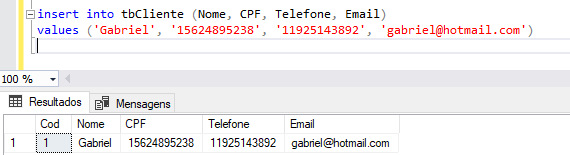 insert into tbCliente (Nome, CPF, Telefone, Email)
values ('Gabriel', '15624895238', '11925143892', 'gabriel@hotmail.com')
100 %
Resultados Mensagens
Cod Nome CPF Telefone Email
1 1 Gabriel 15624895238 11925143892 gabriel@hotmail.com